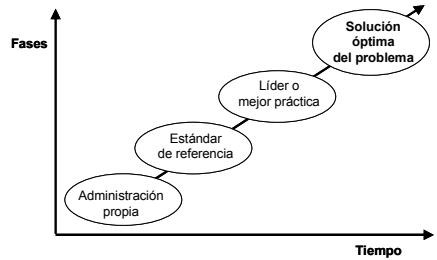 Fases
Solución
óptima
del problema
Líder o
mejor práctica
Estándar
de referencia
Administración
propia
Tiempo